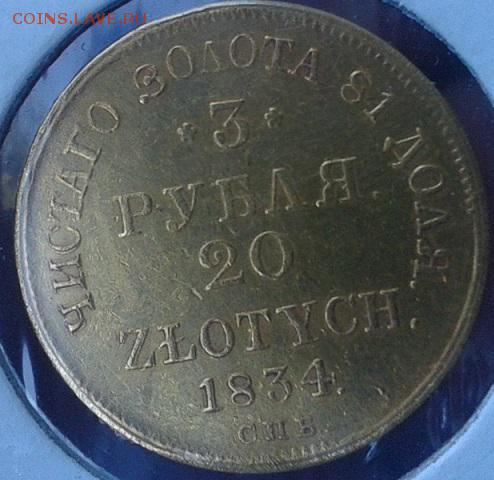 COINS.LAVE.RU
ЧИСТАГО ЗОЛОТА 81 ДОЛЯ
* 3 *
РУБЛЯ.
20
ZŁOTYCH.
1834.
СПБ